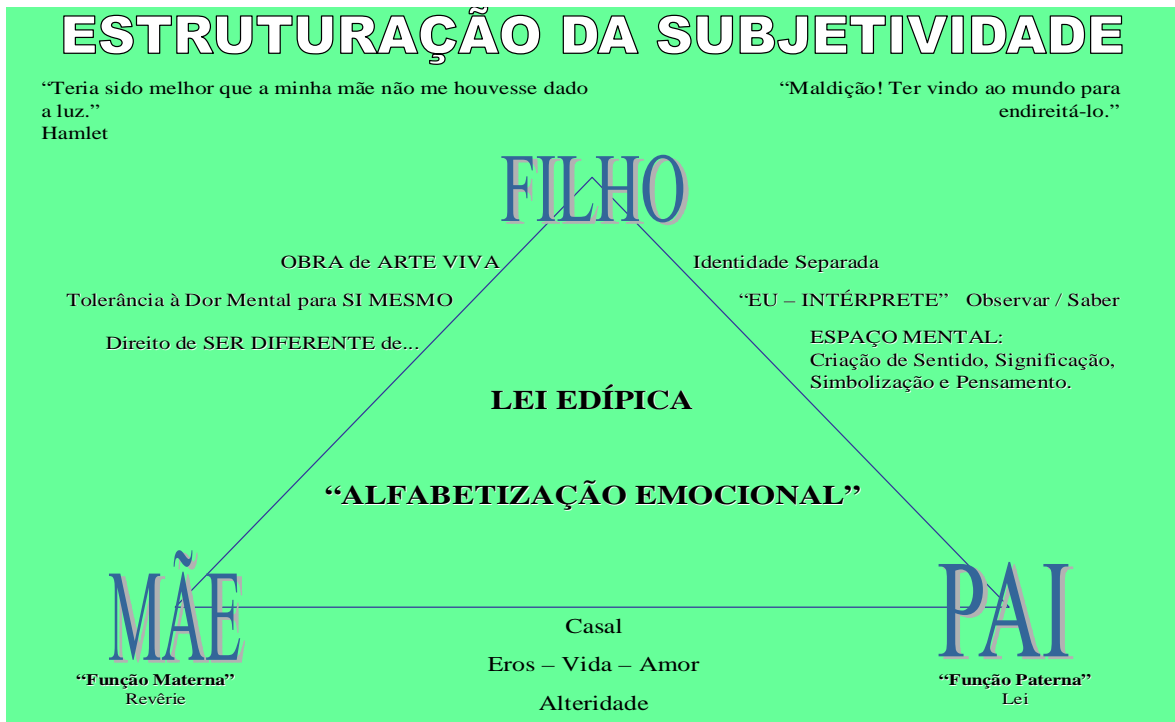 ESTRUTURAÇÃO DA SUBJETIVIDADE
“Teria sido melhor que a minha mãe não me houvesse dado
a luz.”
Hamlet
“Maldição! Ter vindo ao mundo para
endireitá-lo.”
FILHO
OBRA de ARTE VIVA
Identidade Separada
Tolerância à Dor Mental para SI MESMO
“EU – INTÉRPRETE” Observar / Saber
Direito de SER DIFERENTE de...
ESPAÇO MENTAL:
Criação de Sentido, Significação,
Simbolização e Pensamento.
LEI EDÍPICA
“ALFABETIZAÇÃO EMOCIONAL”
MÃE
PAI
“Função Materna”
Revêrie
Casal
Eros – Vida – Amor
Alteridade
“Função Paterna”
Lei